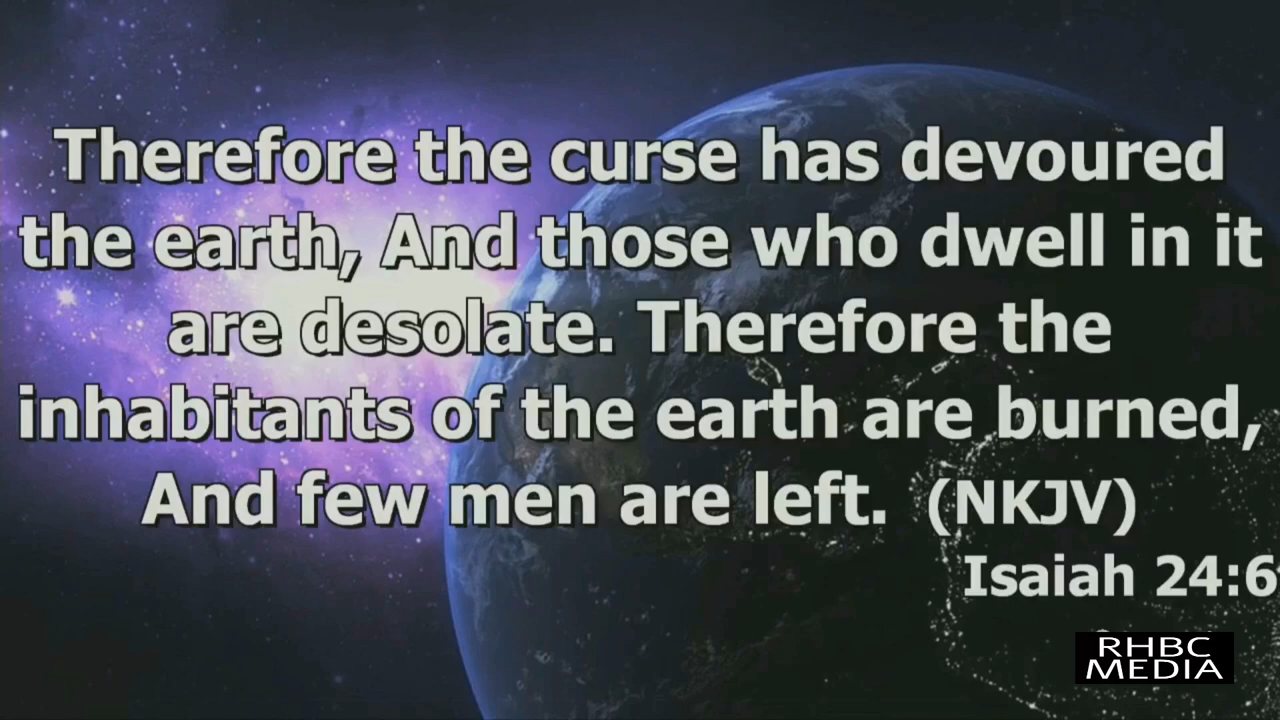 Therefore the curse has devoured
the earth, And those who dwell in it
are desolate. Therefore the
inhabitants of the earth are burned,
And few men are left. (NKJV)
Isaiah 24:6
RHBC
MEDIA